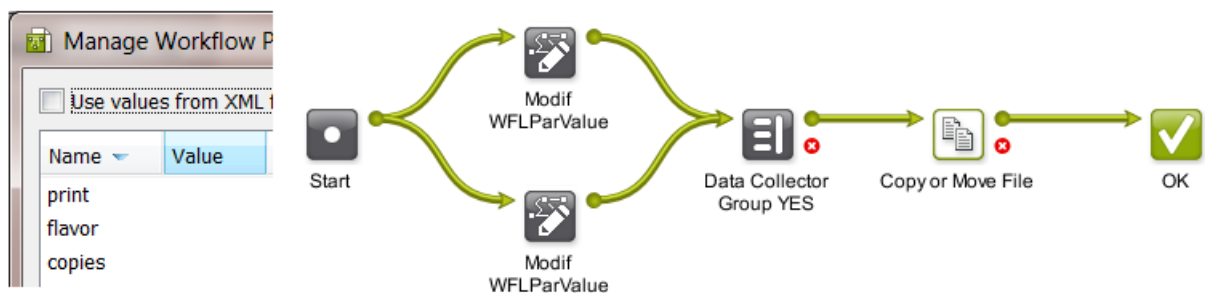 Manage Workflow P
Use values from XML f
Name Value
print
flavor
copies
Start
Modif
WFLParValue
Modif
WFLParValue
Data Collector
Group YES
Copy or Move File
OK